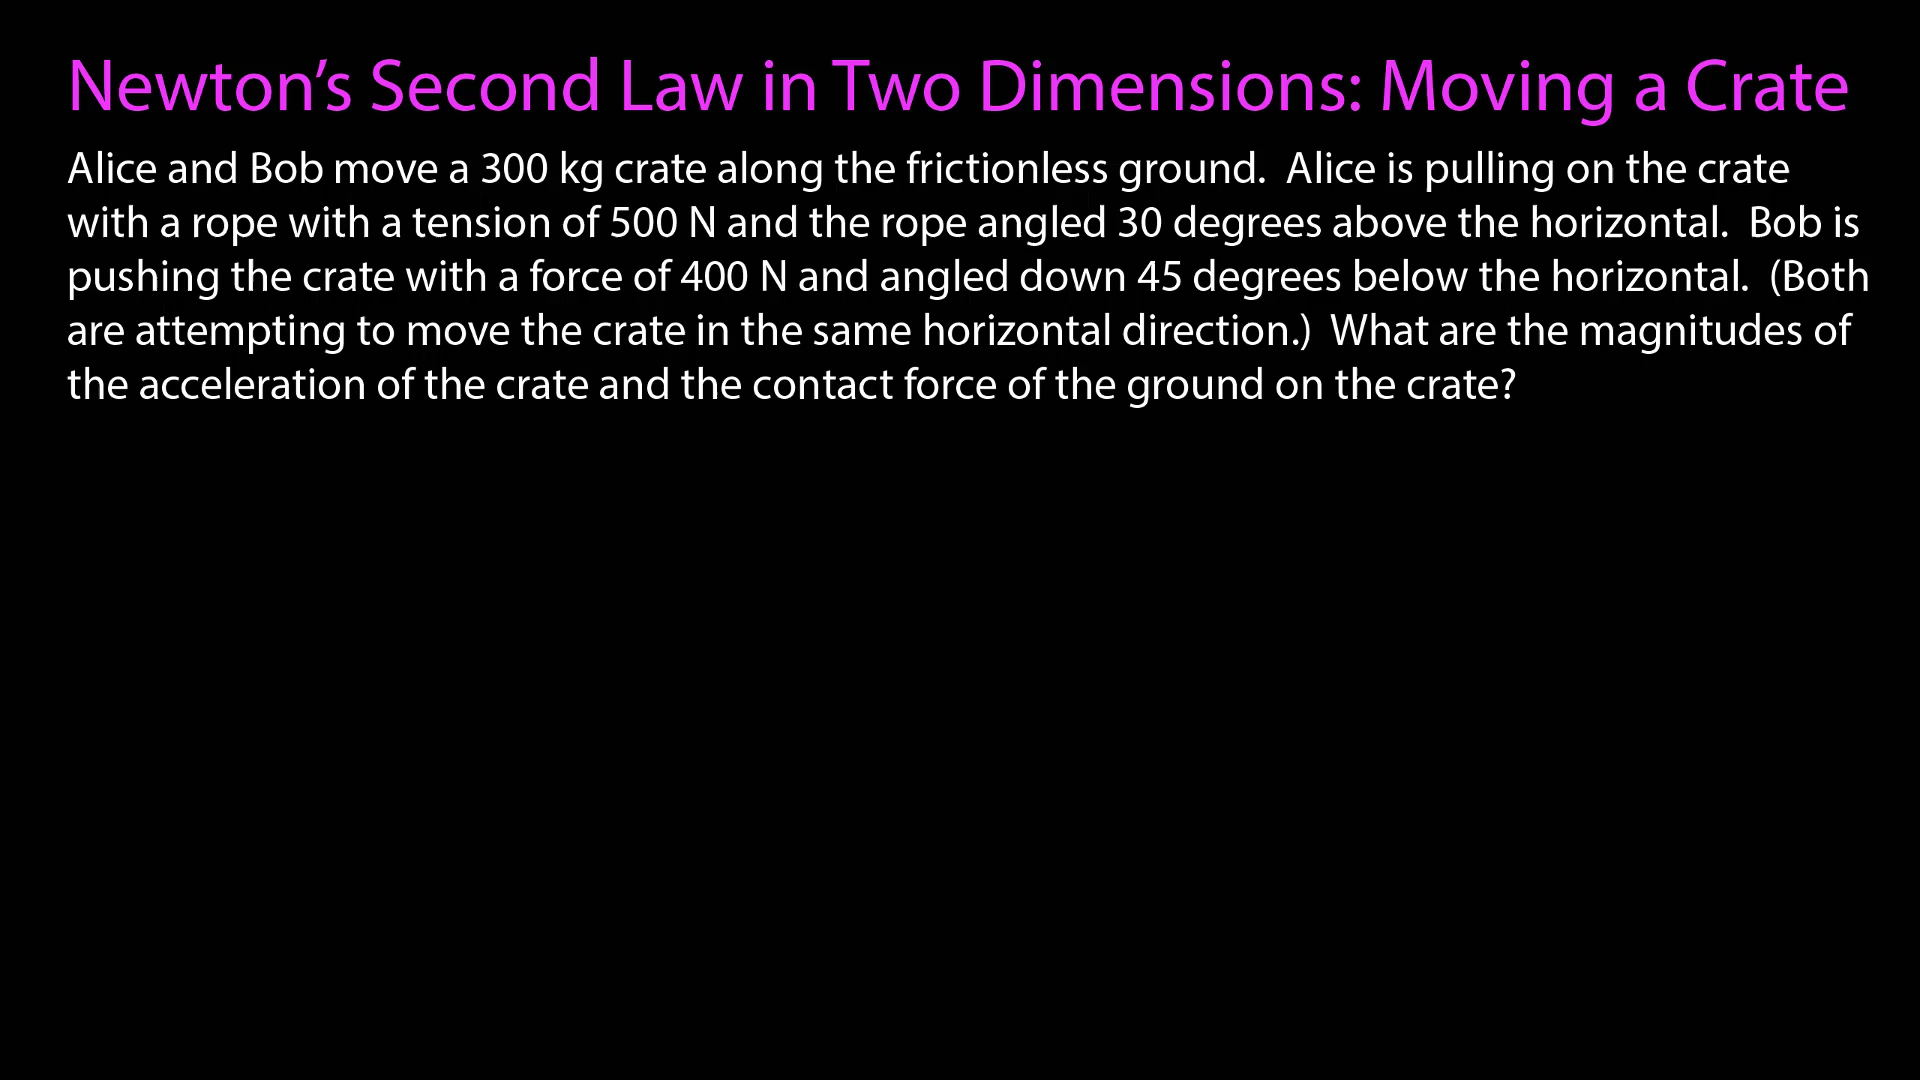 Newton’s Second Law in Two Dimensions: Moving a Crate
Alice and Bob move a 300 kg crate along the frictionless ground.  Alice is pulling on the crate
with a rope with a tension of 500 N and the rope angled 30 degrees above the horizontal.  Bob is
pushing the crate with a force of 400 N and angled down 45 degrees below the horizontal.  (Both
are attempting to move the crate in the same horizontal direction.)  What are the magnitudes of
the acceleration of the crate and the contact force of the ground on the crate?